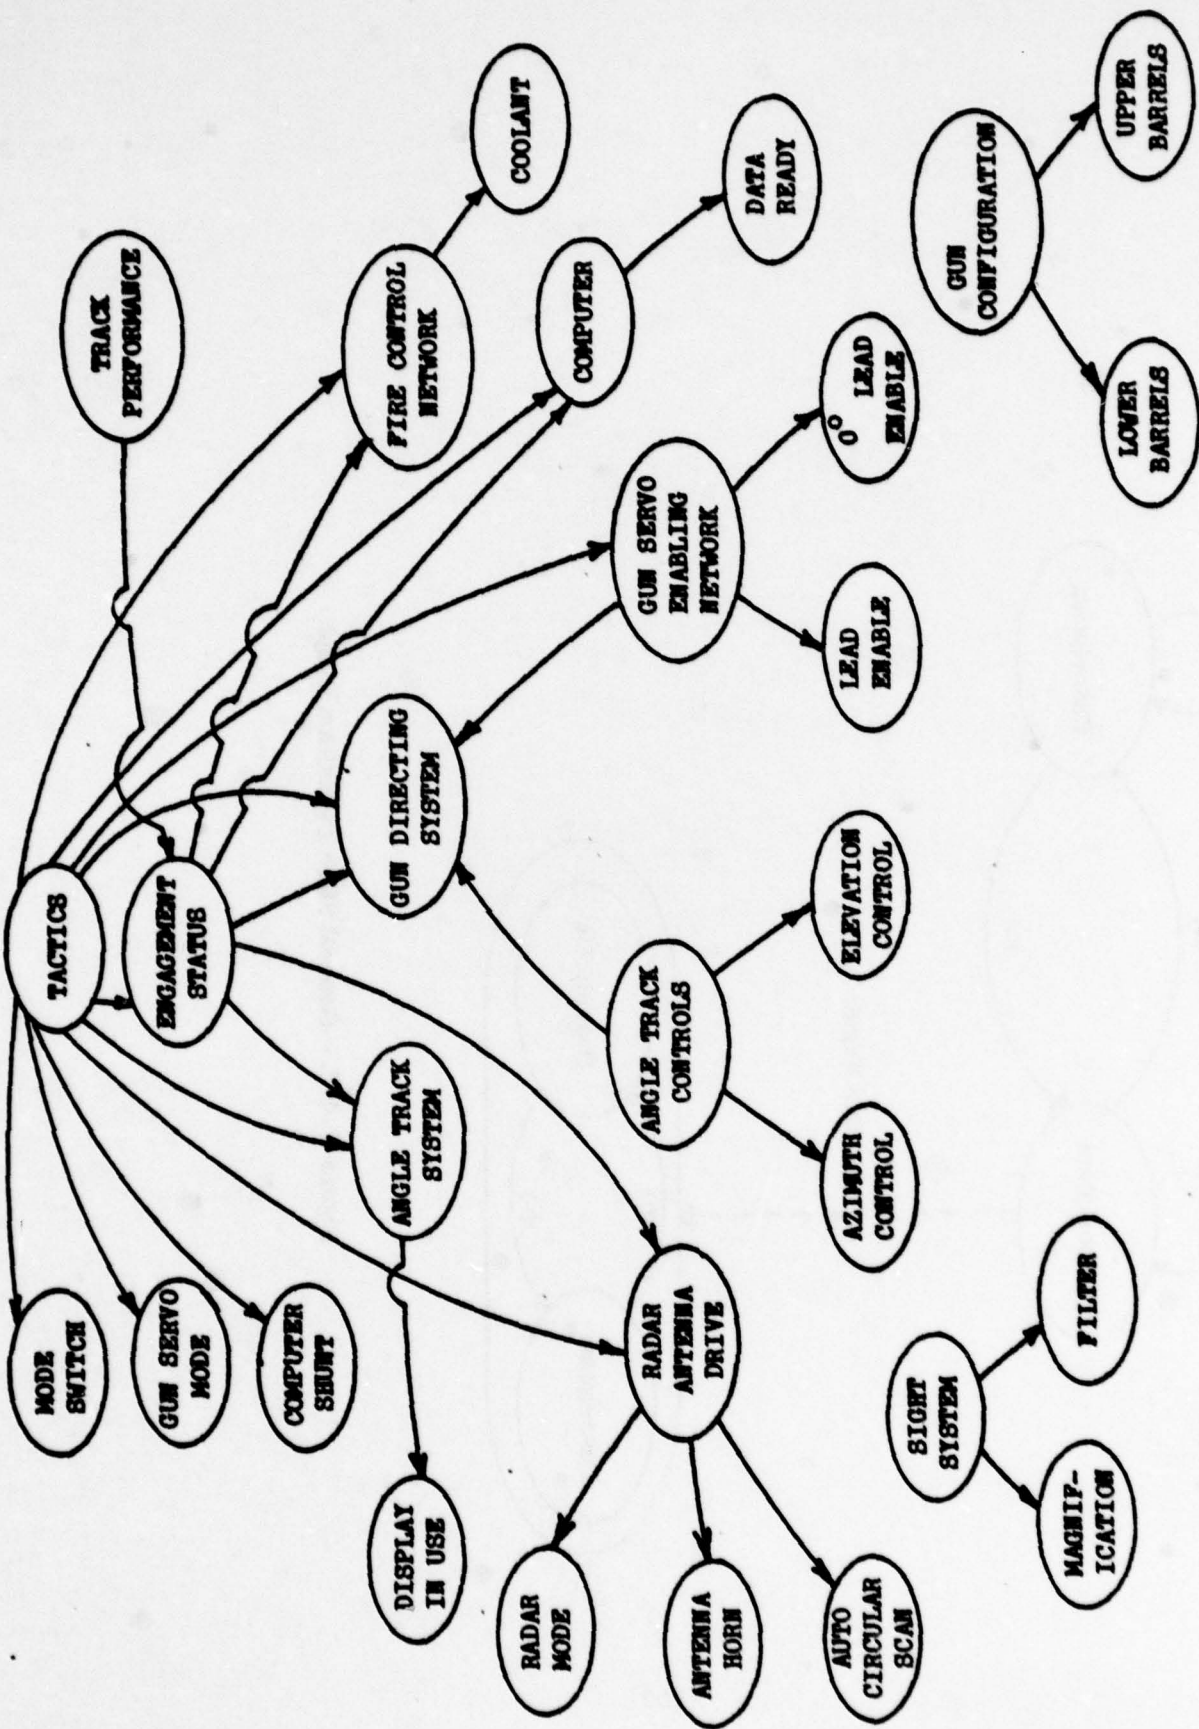 TACTICS
TRACK
PERFORMANCE
ENGAGEMENT
STATUS
MODE
SWITCH
GUN SERVO
MODE
COMPUTER
SHUNT
DISPLAY
IN USE
ANGLE TRACK
SYSTEM
GUN DIRECTING
SYSTEM
FIRE CONTROL
NETWORK
COOLANT
RADAR
MODE
ANTENNA
HORN
AUTO
CIRCULAR
SCAN
RADAR
ANTENNA
DRIVE
ANGLE TRACK
CONTROLS
GUN SERVO
ENABLING
NETWORK
COMPUTER
DATA
READY
AZIMUTH
CONTROL
ELEVATION
CONTROL
LEAD
ENABLE
0° LEAD
ENABLE
SIGHT
SYSTEM
MAGNIF-
ICATION
FILTER
GUN
CONFIGURATION
LOWER
BARRELS
UPPER
BARRELS